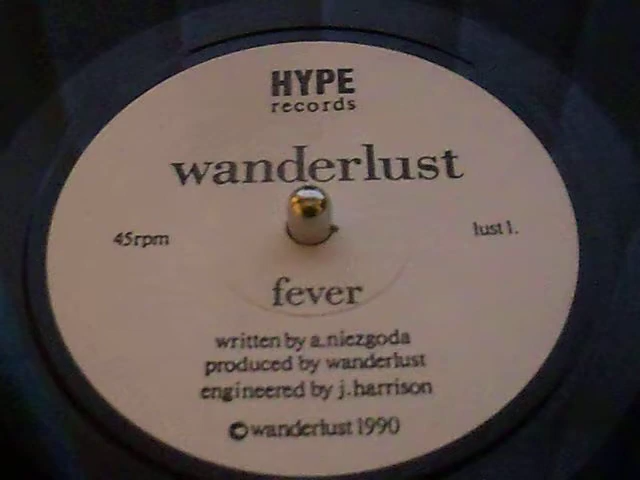 HYPE
records
wanderlust
45rpm
lust 1.
fever
written by a.niezgoda
produced by wanderlust
engineered by j.harrison
©wanderlust 1990